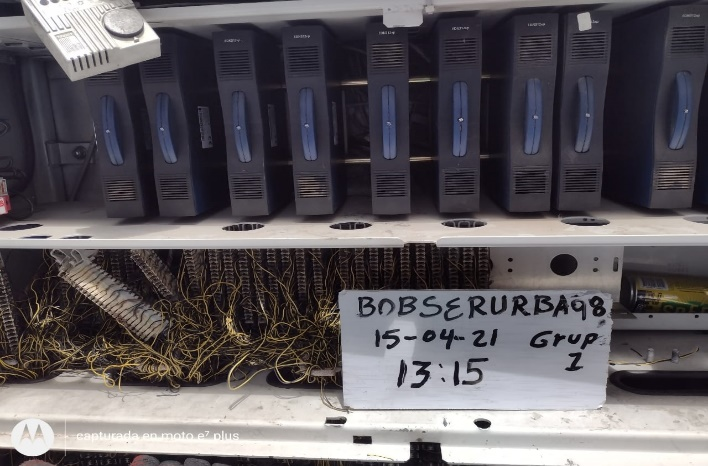 BOBSERURBA98
15-04-21 Grup
1
13:15
capturada en moto e⁷ plus